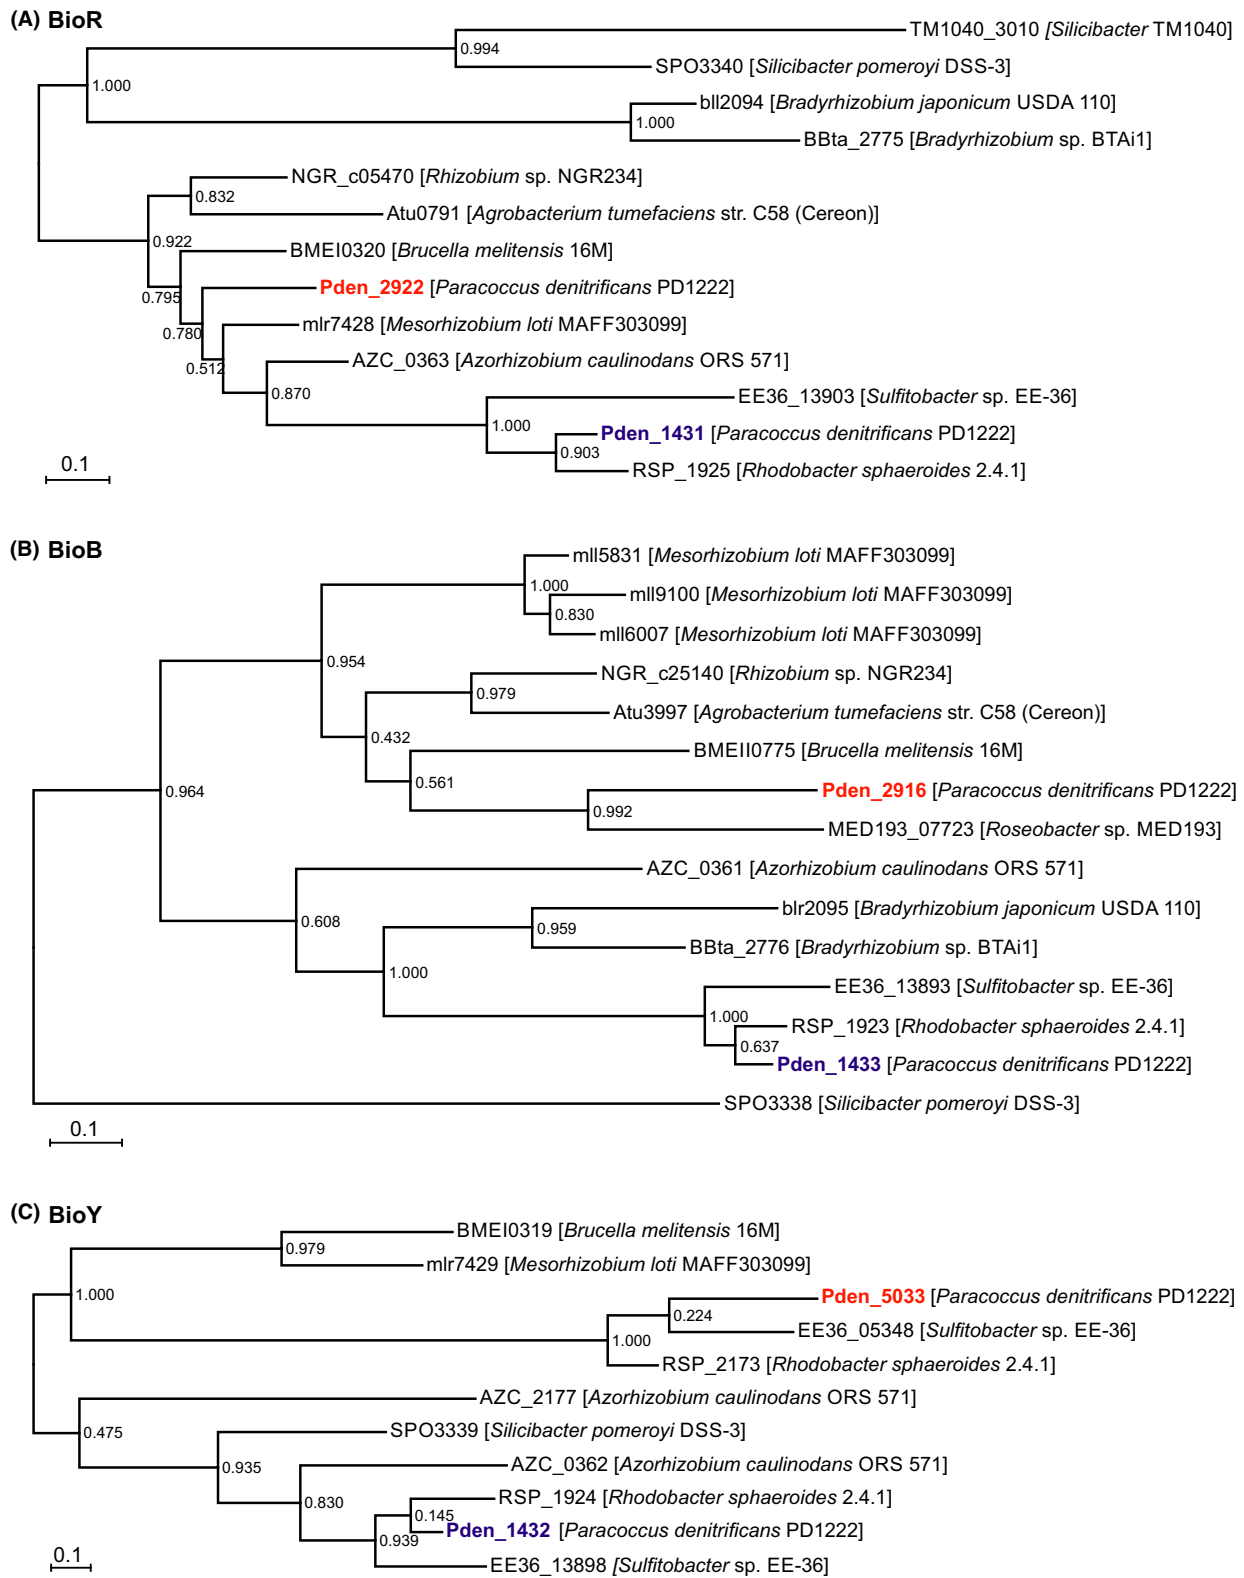 (A) BioR
TM1040_3010 [Silicibacter TM1040]
0.994
SPO3340 [Silicibacter pomeroyi DSS-3]
1.000
bll2094 [Bradyrhizobium japonicum USDA 110]
1.000
BBta_2775 [Bradyrhizobium sp. BTAi1]
NGR_c05470 [Rhizobium sp. NGR234]
0.832
Atu0791 [Agrobacterium tumefaciens str. C58 (Cereon)]
0.922
BMEI0320 [Brucella melitensis 16M]
0.795
Pden_2922 [Paracoccus denitrificans PD1222]
0.780
mlr7428 [Mesorhizobium loti MAFF303099]
0.512
AZC_0363 [Azorhizobium caulinodans ORS 571]
0.870
EE36_13903 [Sulfitobacter sp. EE-36]
1.000
Pden_1431 [Paracoccus denitrificans PD1222]
0.903
RSP_1925 [Rhodobacter sphaeroides 2.4.1]
0.1
(B) BioB
mll5831 [Mesorhizobium loti MAFF303099]
1.000
mll9100 [Mesorhizobium loti MAFF303099]
0.830
mll6007 [Mesorhizobium loti MAFF303099]
0.954
NGR_c25140 [Rhizobium sp. NGR234]
0.979
Atu3997 [Agrobacterium tumefaciens str. C58 (Cereon)]
0.432
BMEII0775 [Brucella melitensis 16M]
0.561
Pden_2916 [Paracoccus denitrificans PD1222]
0.964
0.992
MED193_07723 [Roseobacter sp. MED193]
AZC_0361 [Azorhizobium caulinodans ORS 571]
0.608
blr2095 [Bradyrhizobium japonicum USDA 110]
0.959
BBta_2776 [Bradyrhizobium sp. BTAi1]
1.000
EE36_13893 [Sulfitobacter sp. EE-36]
1.000
RSP_1923 [Rhodobacter sphaeroides 2.4.1]
0.637
Pden_1433 [Paracoccus denitrificans PD1222]
SPO3338 [Silicibacter pomeroyi DSS-3]
0.1
(C) BioY
BMEI0319 [Brucella melitensis 16M]
0.979
mlr7429 [Mesorhizobium loti MAFF303099]
1.000
Pden_5033 [Paracoccus denitrificans PD1222]
0.224
EE36_05348 [Sulfitobacter sp. EE-36]
1.000
RSP_2173 [Rhodobacter sphaeroides 2.4.1]
AZC_2177 [Azorhizobium caulinodans ORS 571]
0.475
SPO3339 [Silicibacter pomeroyi DSS-3]
0.935
AZC_0362 [Azorhizobium caulinodans ORS 571]
0.830
RSP_1924 [Rhodobacter sphaeroides 2.4.1]
0.145
Pden_1432 [Paracoccus denitrificans PD1222]
0.939
EE36_13898 [Sulfitobacter sp. EE-36]
0.1